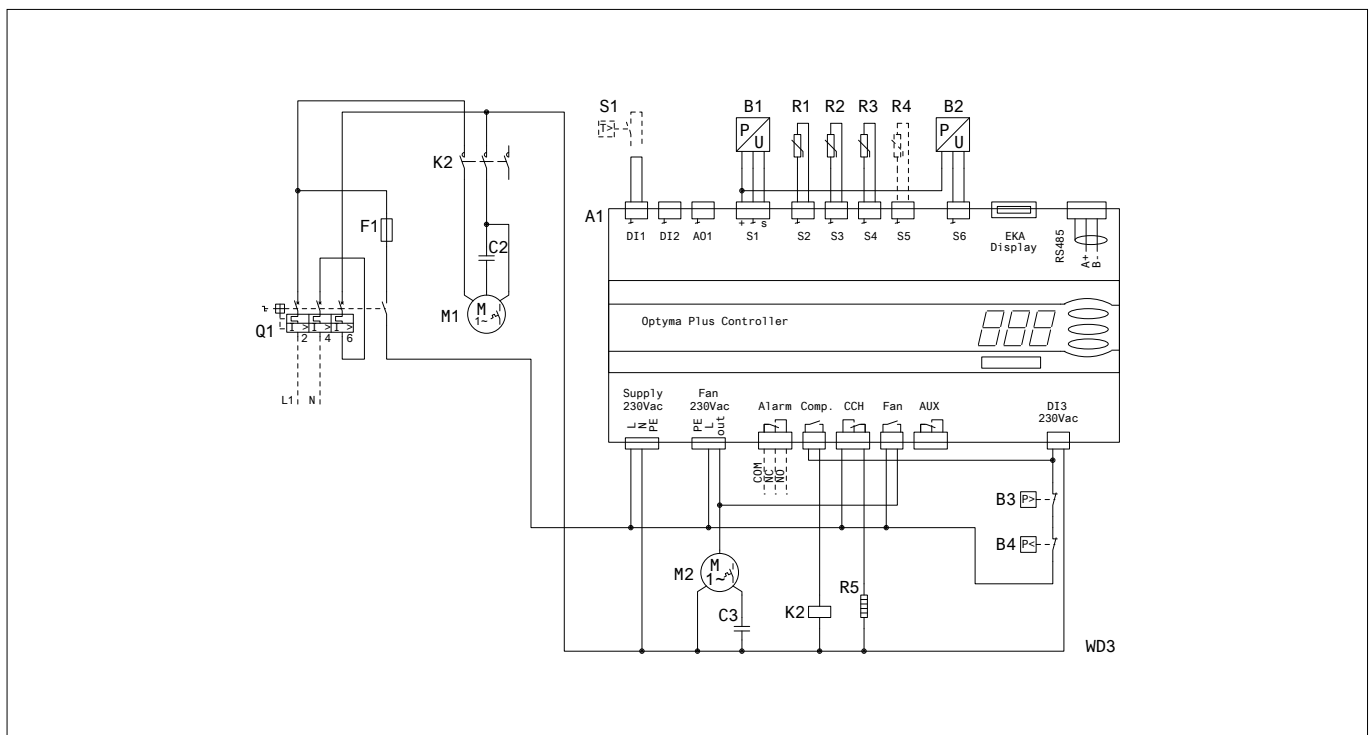 S1
B1
R1
R2
R3
R4
B2
T>
P
U
P
U
K2
A1
F1
+
s
DI1
DI2
AO1
S1
S2
S3
S4
S5
S6
EKA
Display
RS485
A+
B-
C2
M1
M
1~
Q1
I >
I >
I >
2
4
6
L1
N
Optyma Plus Controller
Supply
230Vac
Fan
230Vac
Alarm
Comp.
CCH
Fan
AUX
DI3
230Vac
L
N
PE
PE
L
out
COM
NC
NO
B3
P>
B4
P<
M2
M
1~
C3
K2
R5
WD3